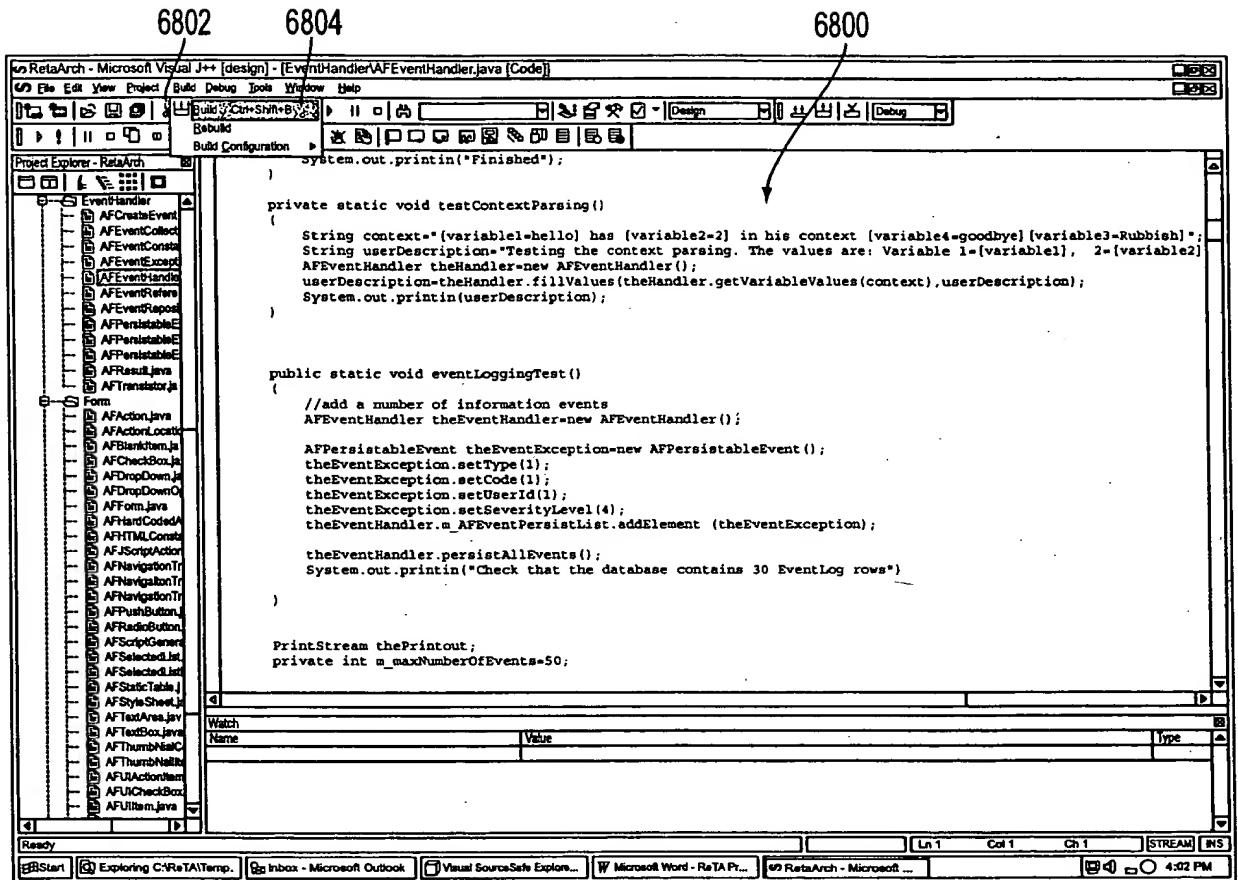 6802 6804 6800
RetaArch - Microsoft Visual J++ [design] - [EventHandler\AFEventHandler.java [Code]]
File Edit View Project Build Debug Tools Window Help
Build Ctrl+Shift+B
Design
Debug
Rebuild
Build Configuration
Project Explorer - RetaArch
EventHandler
AFCreateEvent
AFEventCollect
AFEventConsta
AFEventExcept
AFEventHandle
AFEventRefere
AFEventReposi
AFPersistableE
AFPersistableE
AFPersistableE
AFResult.java
AFTranslator.ja
Form
AFAction.java
AFActionLocatio
AFBlankItem.ja
AFCheckBox.ja
AFDropDown.ja
AFDropDownO
AFForm.java
AFHardCodedA
AFHTMLConsta
AFJScriptAction
AFNavigationTr
AFNavigaitonTr
AFNavigationTr
AFPushButton.j
AFRadioButton.
AFScriptGenera
AFSelectedList.
AFSelectedListI
AFStaticTable.j
AFStyleSheet.ja
AFTextArea.jav
AFTextBox.java
AFThumbNialC
AFThumbNailIte
AFUIActionItem
AFUICheckBox
AFUIItem.java
System.out.printin("Finished");
}
private static void testContextParsing()
{
String context="[variable1=hello] has [variable2=2] in his context [variable4=goodbye][variable3=Rubbish]";
String userDescription="Testing the context parsing. The values are: Variable 1=[variable1], 2=[variable2]
AFEventHandler theHandler=new AFEventHandler();
userDescription=theHandler.fillValues(theHandler.getVariableValues(context),userDescription);
System.out.printin(userDescription);
}
public static void eventLoggingTest()
{
//add a number of information events
AFEventHandler theEventHandler=new AFEventHandler();
AFPersistableEvent theEventException=new AFPersistableEvent();
theEventException.setType(1);
theEventException.setCode(1);
theEventException.setUserId(1);
theEventException.setSeverityLevel(4);
theEventHandler.m_AFEventPersistList.addElement (theEventException);
theEventHandler.persistAllEvents();
System.out.printin("Check that the database contains 30 EventLog rows")
}
PrintStream thePrintout;
private int m_maxNumberOfEvents=50;
Watch
Name Value Type
Ready Ln 1 Col 1 Ch 1 STREAM INS
Start Exploring C:\ReTA\Temp. Inbox - Microsoft Outlook Visual SourceSafe Explore... Microsoft Word - ReTA Pr... RetaArch - Microsoft ... 4:02 PM